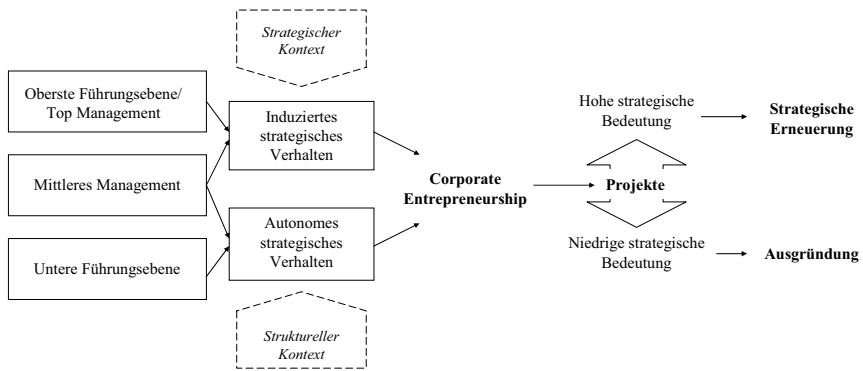 Strategischer
Kontext
Oberste Führungsebene/
Top Management
Mittleres Management
Untere Führungsebene
Induziertes
strategisches
Verhalten
Autonomes
strategisches
Verhalten
Struktureller
Kontext
Corporate
Entrepreneurship
Hohe strategische
Bedeutung
Projekte
Niedrige strategische
Bedeutung
Strategische
Erneuerung
Ausgründung